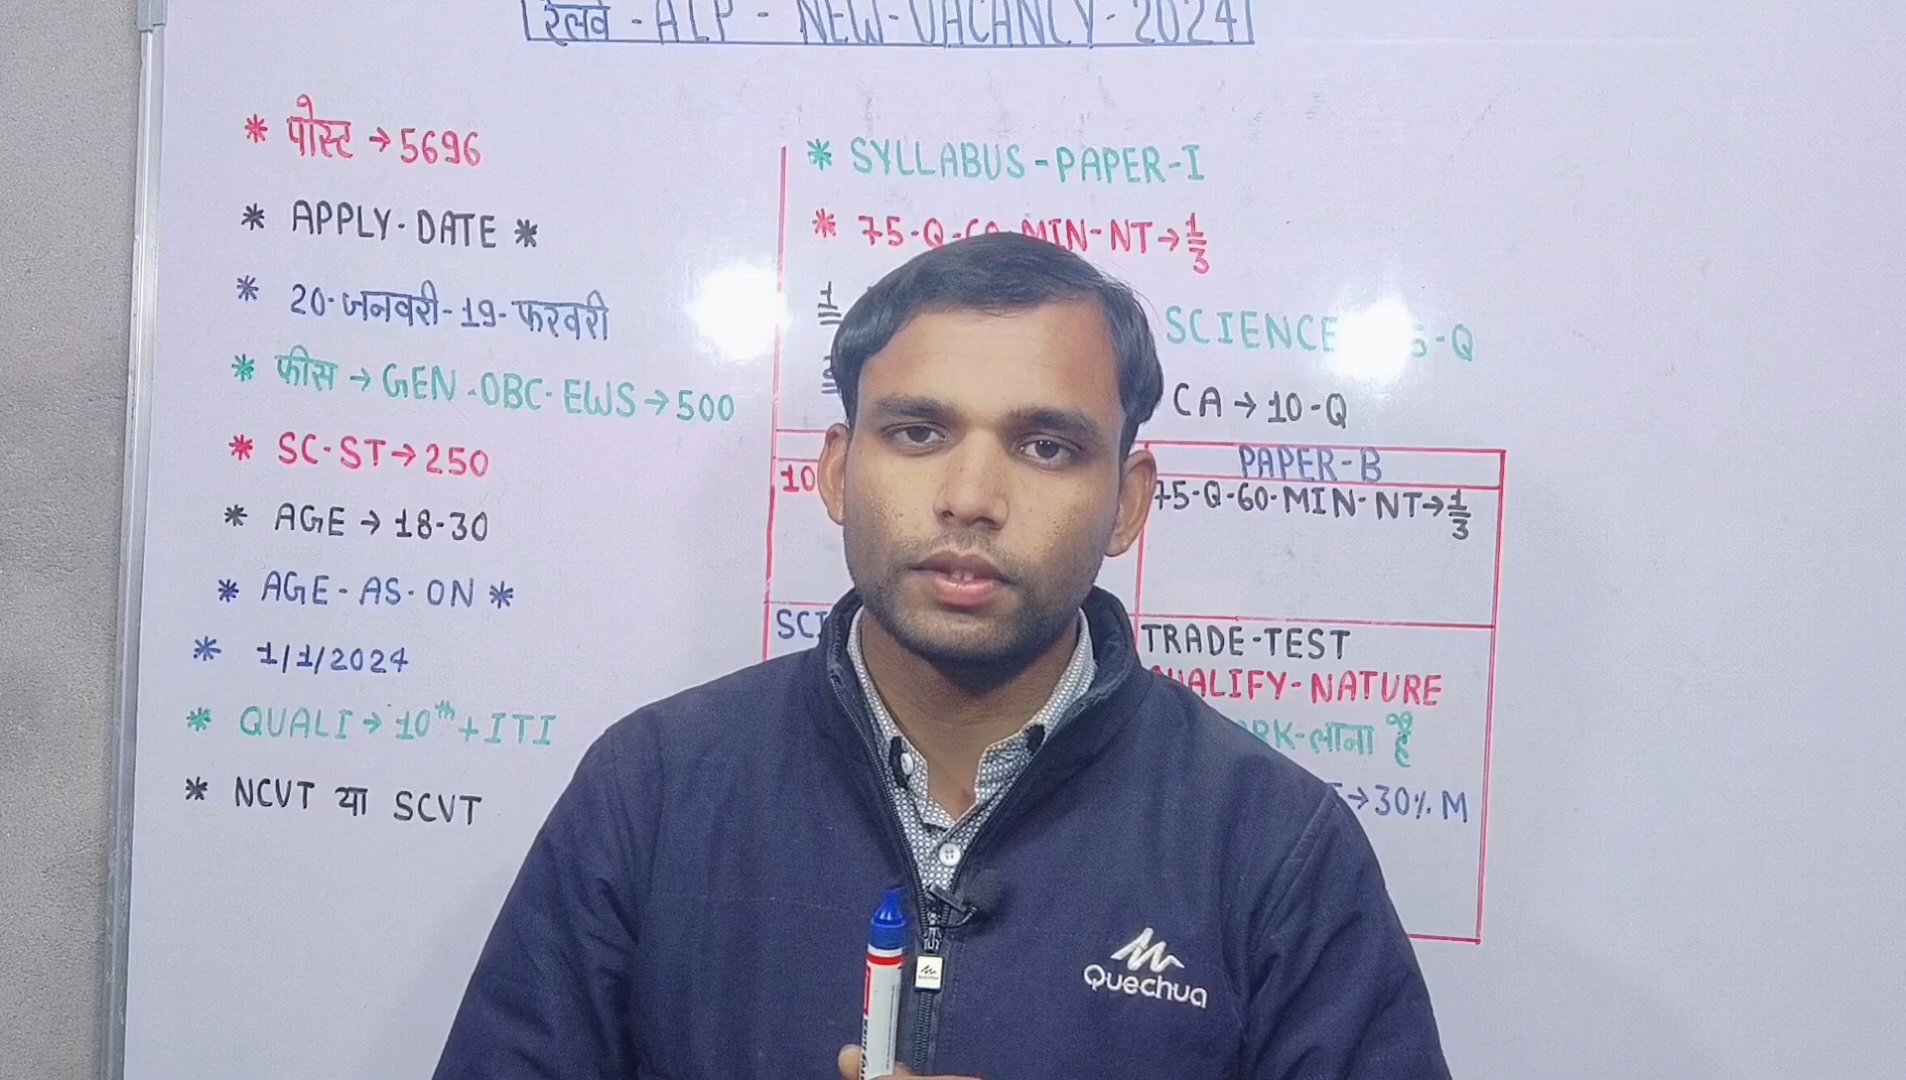 रेलवे - ALP - NEW - VACANCY - 2024
* पोस्ट → 5696
* APPLY - DATE *
* 20 - जनवरी - 19 - फरवरी
* फीस → GEN - OBC - EWS → 500
* SC - ST → 250
* AGE → 18 - 30
* AGE - AS - ON *
* 1/1/2024
* QUALI → 10th + ITI
* NCVT या SCVT
* SYLLABUS - PAPER - I
* 75 - Q - MIN - NT → 1/3
1
SCIENCE - Q
CA → 10 - Q
10
PAPER - B
75 - Q - 60 - MIN - NT → 1/3
TRADE - TEST
QUALIFY - NATURE
लाना है
→ 30% M
Quechua